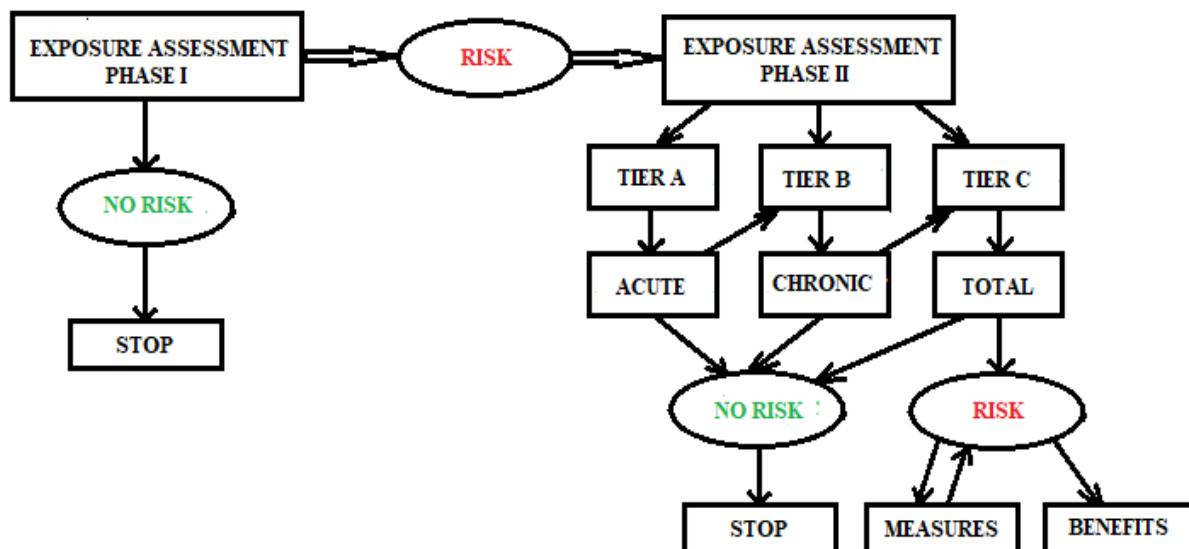 EXPOSURE ASSESSMENT
PHASE I
RISK
EXPOSURE ASSESSMENT
PHASE II
NO RISK
STOP
TIER A
TIER B
TIER C
ACUTE
CHRONIC
TOTAL
NO RISK
RISK
STOP
MEASURES
BENEFITS